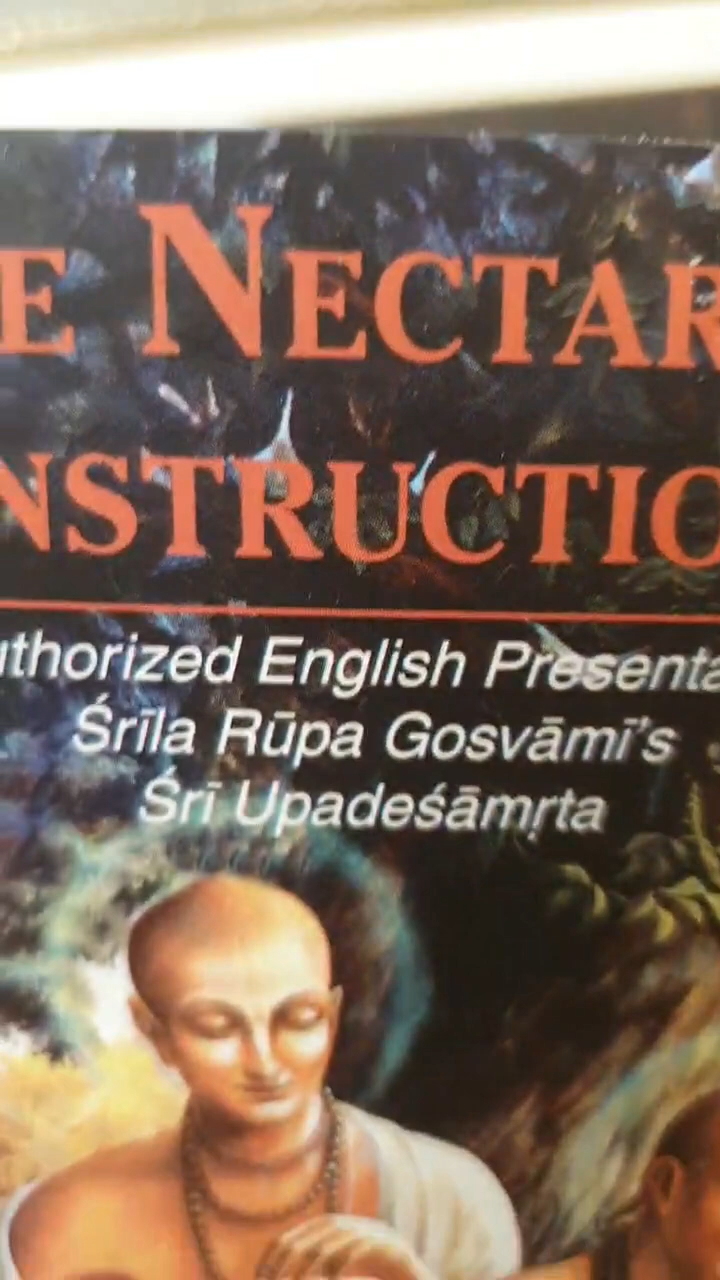 E NECTAR
NSTRUCTIO
uthorized English Presenta
Śrīla Rūpa Gosvāmī's
Śrī Upadeśāmṛta